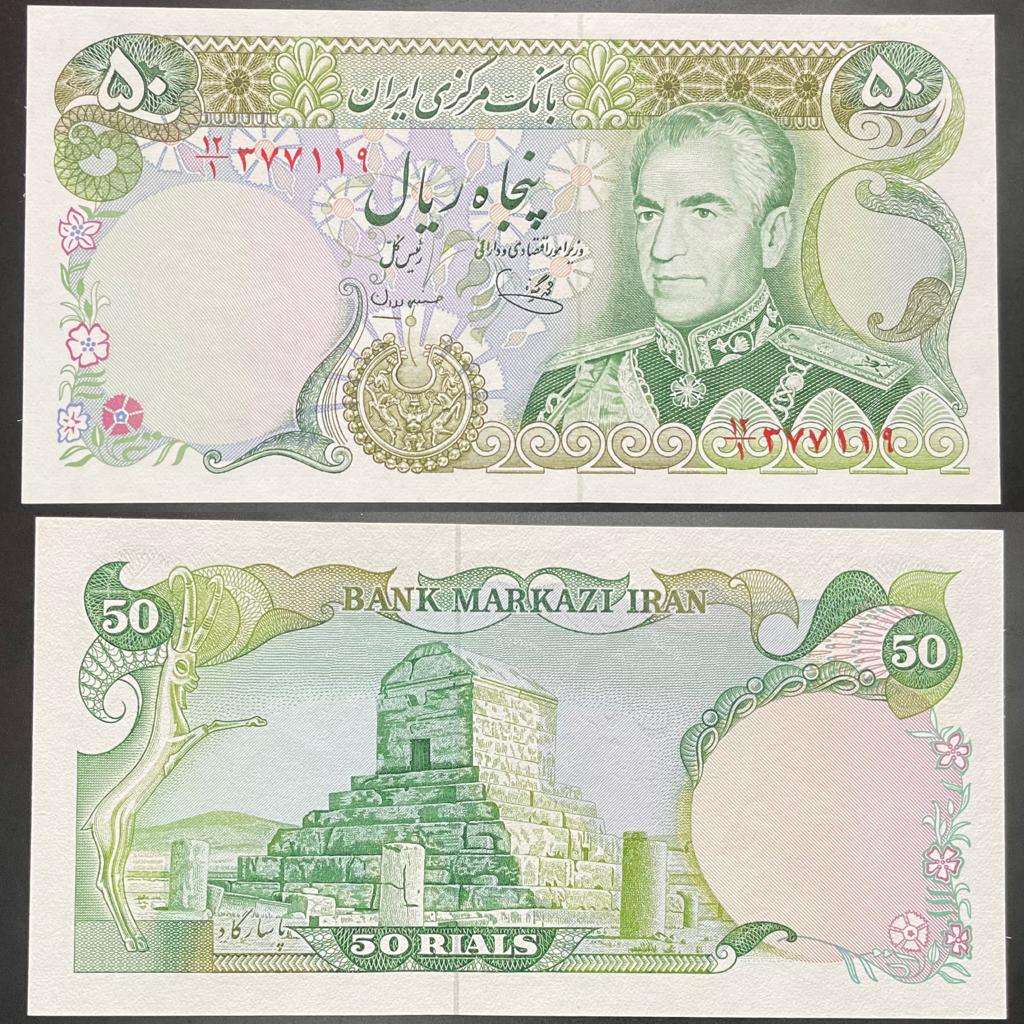 ۵۰
بانک مرکزی ایران
۵۰
۱۲/۱ ۳۷۷۱۱۹
پنجاه ریال
وزیر امور اقتصادی و دارائی
رئیس کلّ
۱۲/۱ ۳۷۷۱۱۹
50
BANK MARKAZI IRAN
50
پاسارگاد
50 RIALS